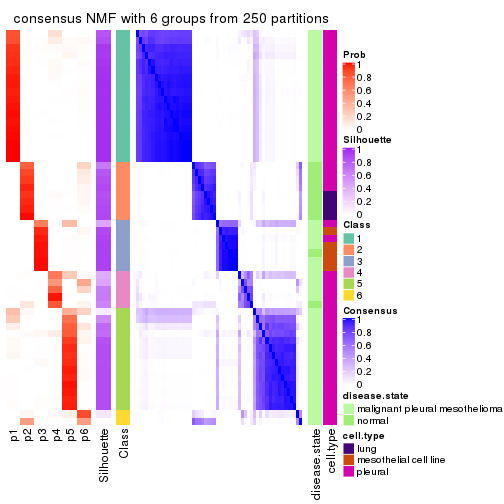 consensus NMF with 6 groups from 250 partitions
p1
p2
p3
p4
p5
p6
Silhouette
Class
disease.state
cell.type
Prob
1
0.8
0.6
0.4
0.2
0
Silhouette
1
0.8
0.6
0.4
0.2
0
Class
1
2
3
4
5
6
Consensus
1
0.8
0.6
0.4
0.2
0
disease.state
malignant pleural mesothelioma
normal
cell.type
lung
mesothelial cell line
pleural